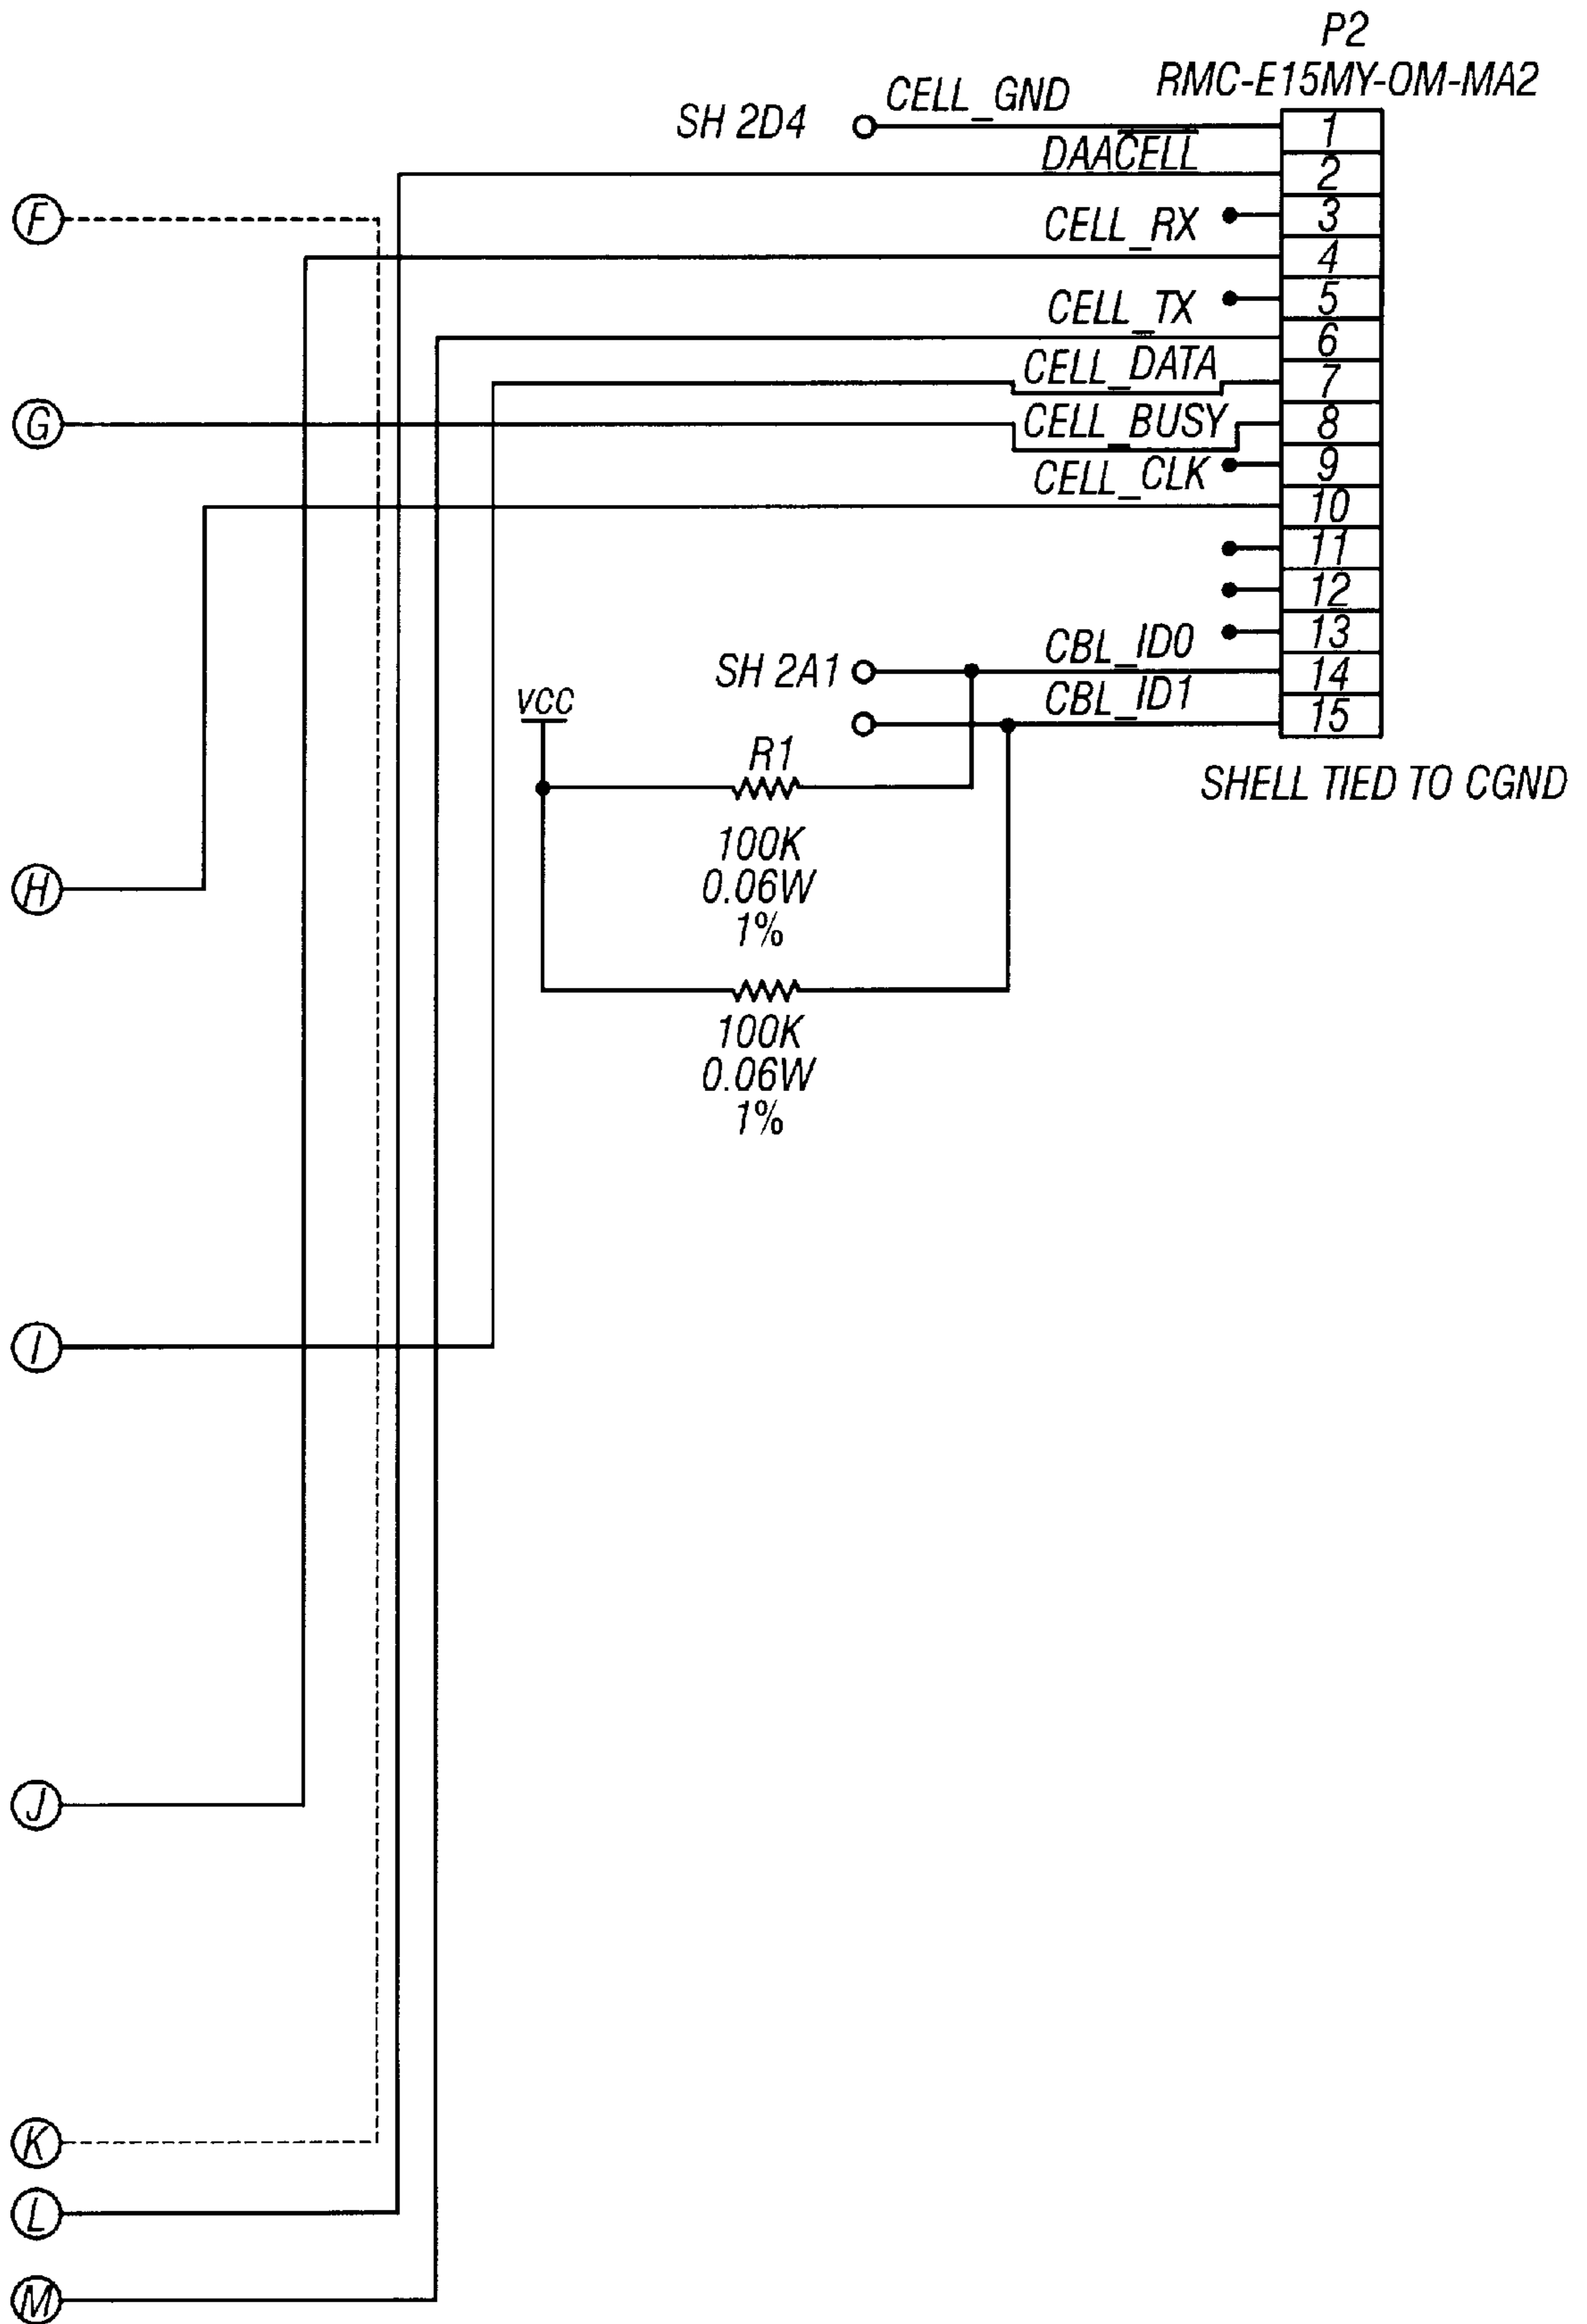 P2
RMC-E15MY-OM-MA2
SH 2D4
CELL_GND
1
DAACELL
2
F
CELL_RX
3
4
CELL_TX
5
6
CELL_DATA
7
G
CELL_BUSY
8
CELL_CLK
9
10
11
12
13
SH 2A1
CBL_ID0
14
VCC
CBL_ID1
15
R1
SHELL TIED TO CGND
100K
0.06W
1%
H
100K
0.06W
1%
I
J
K
L
M